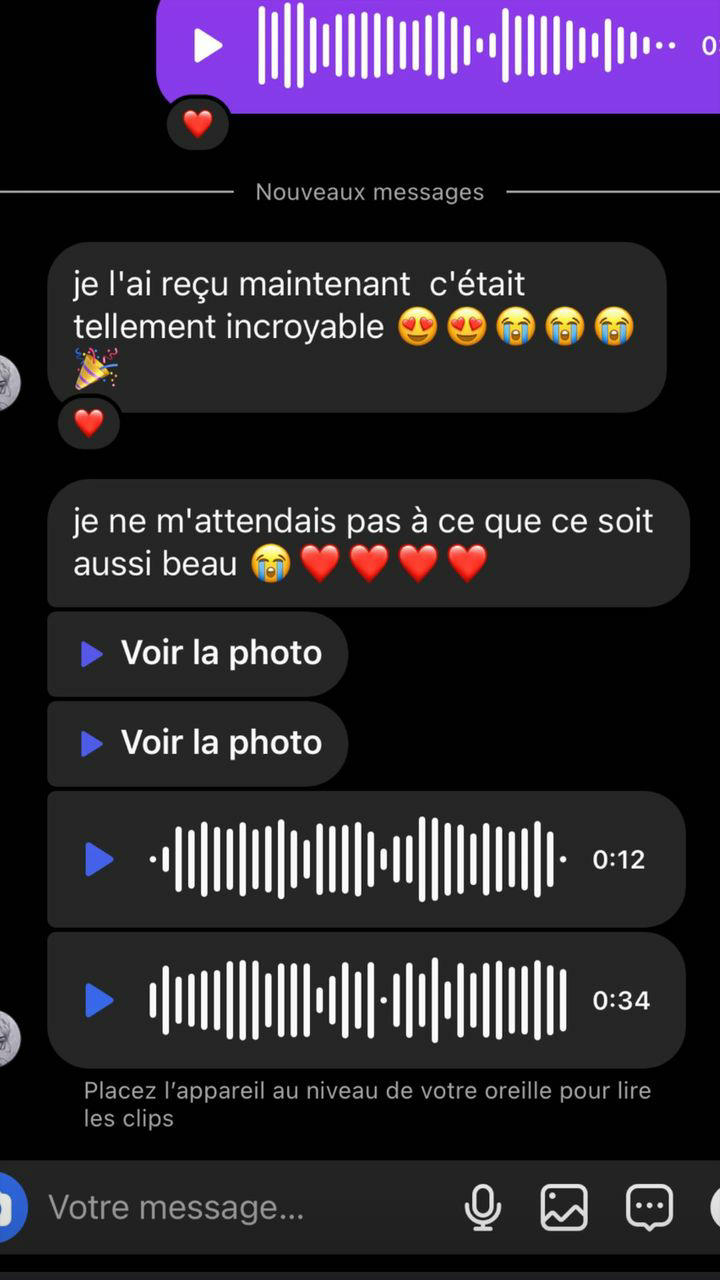 Nouveaux messages
je l'ai reçu maintenant  c'était
tellement incroyable 😍😍😭😭😭
🎉
je ne m'attendais pas à ce que ce soit
aussi beau 😭❤️❤️❤️❤️
Voir la photo
Voir la photo
0:12
0:34
Placez l’appareil au niveau de votre oreille pour lire
les clips
Votre message...